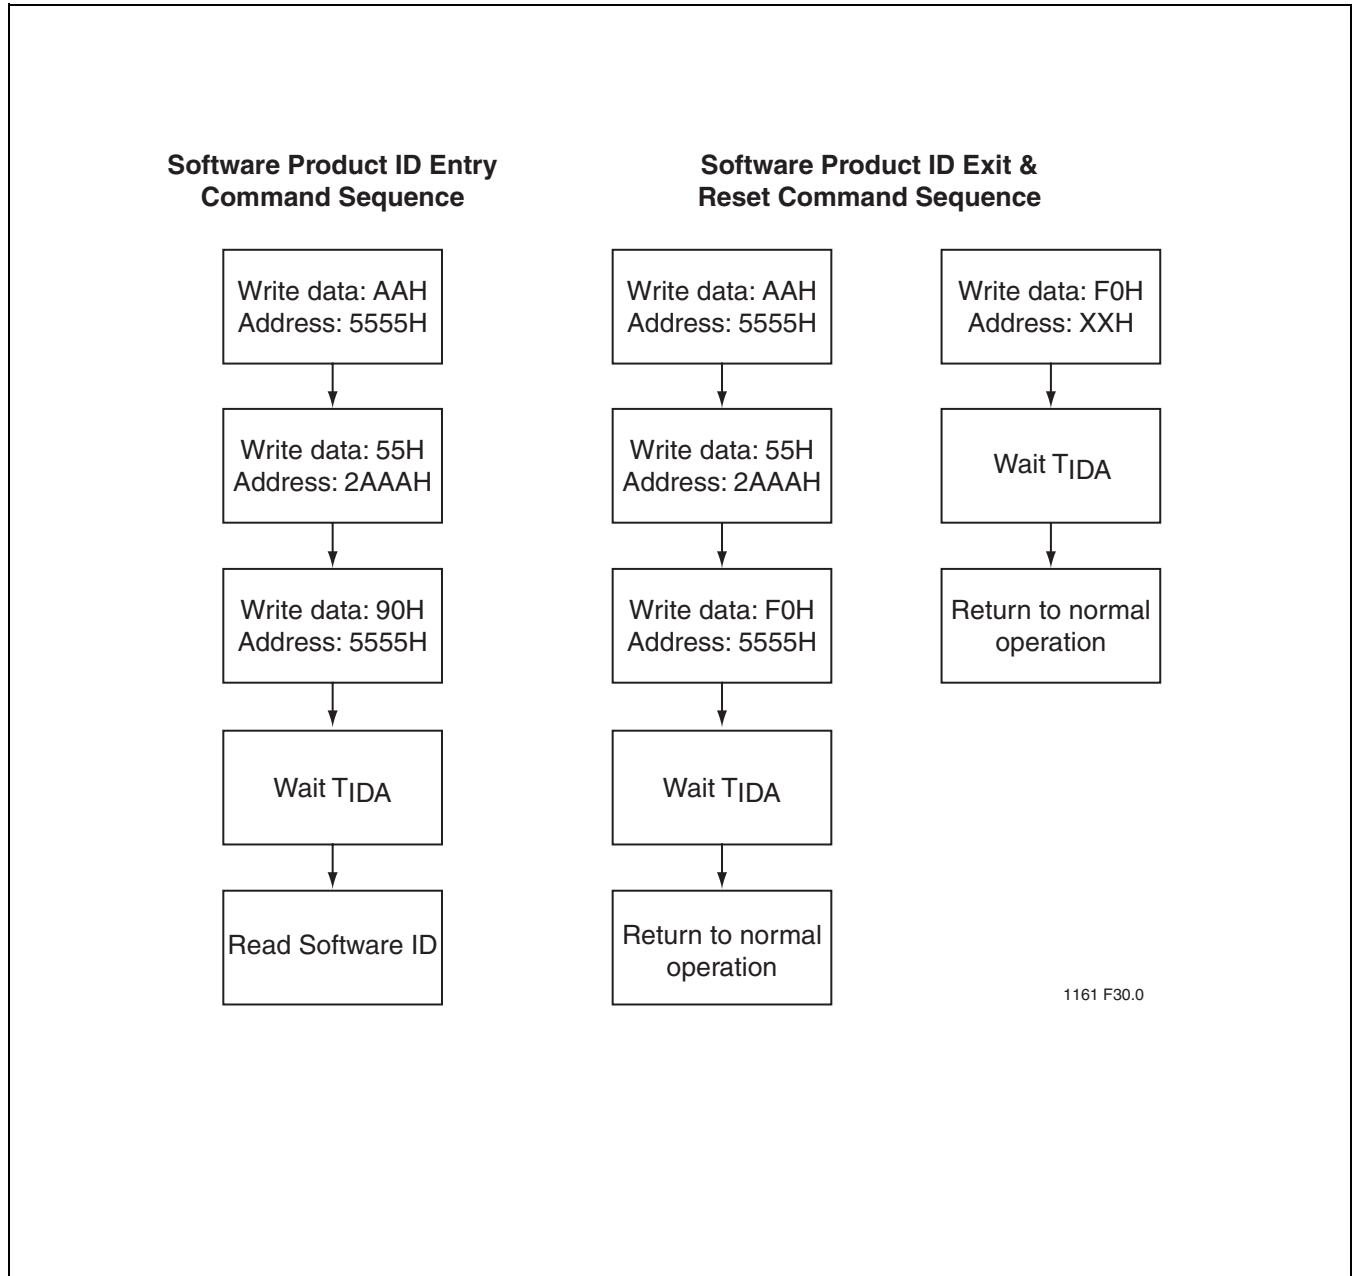 Software Product ID Entry
Command Sequence
Write data: AAH
Address: 5555H
Write data: 55H
Address: 2AAAH
Write data: 90H
Address: 5555H
Wait TIDA
Read Software ID
Software Product ID Exit &
Reset Command Sequence
Write data: AAH
Address: 5555H
Write data: 55H
Address: 2AAAH
Write data: F0H
Address: 5555H
Wait TIDA
Return to normal
operation
Write data: F0H
Address: XXH
Wait TIDA
Return to normal
operation
1161 F30.0